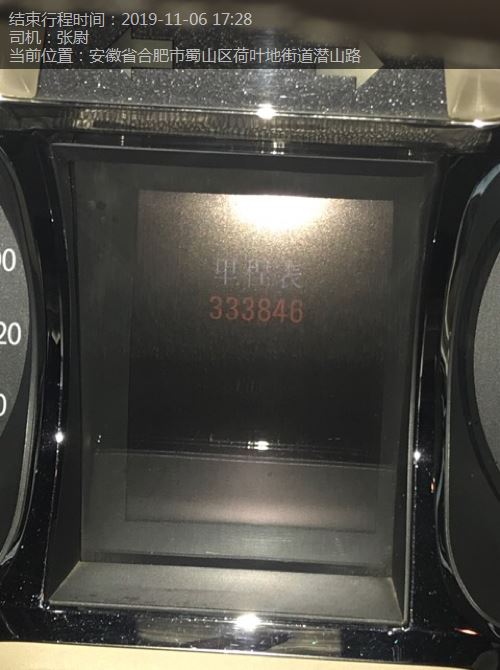 结束行程时间：2019-11-06 17:28
司机：张尉
当前位置：安徽省合肥市蜀山区荷叶地街道潜山路
里程表
333846
20